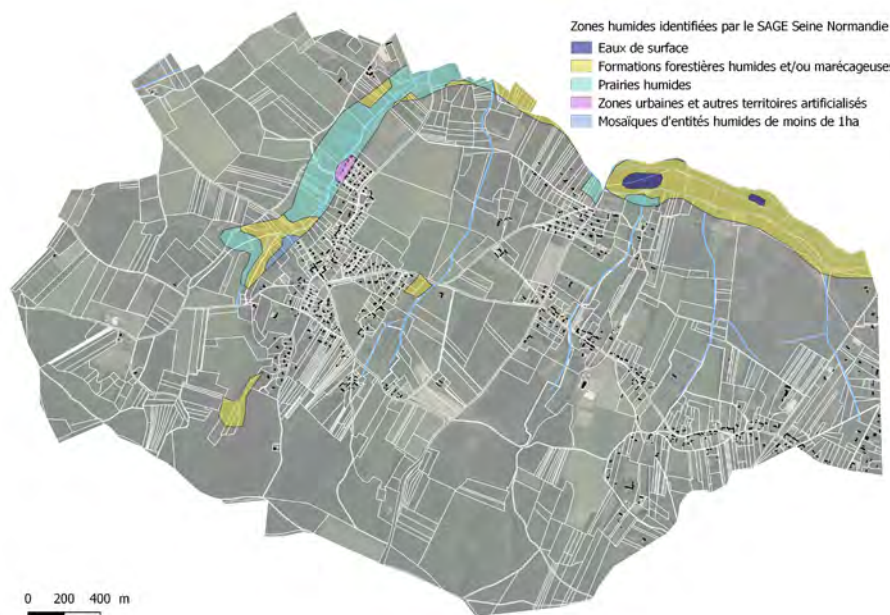 Zones humides identifiées par le SAGE Seine Normandie
Eaux de surface
Formations forestières humides et/ou marécageuses
Prairies humides
Zones urbaines et autres territoires artificialisés
Mosaïques d'entités humides de moins de 1ha
0 200 400 m